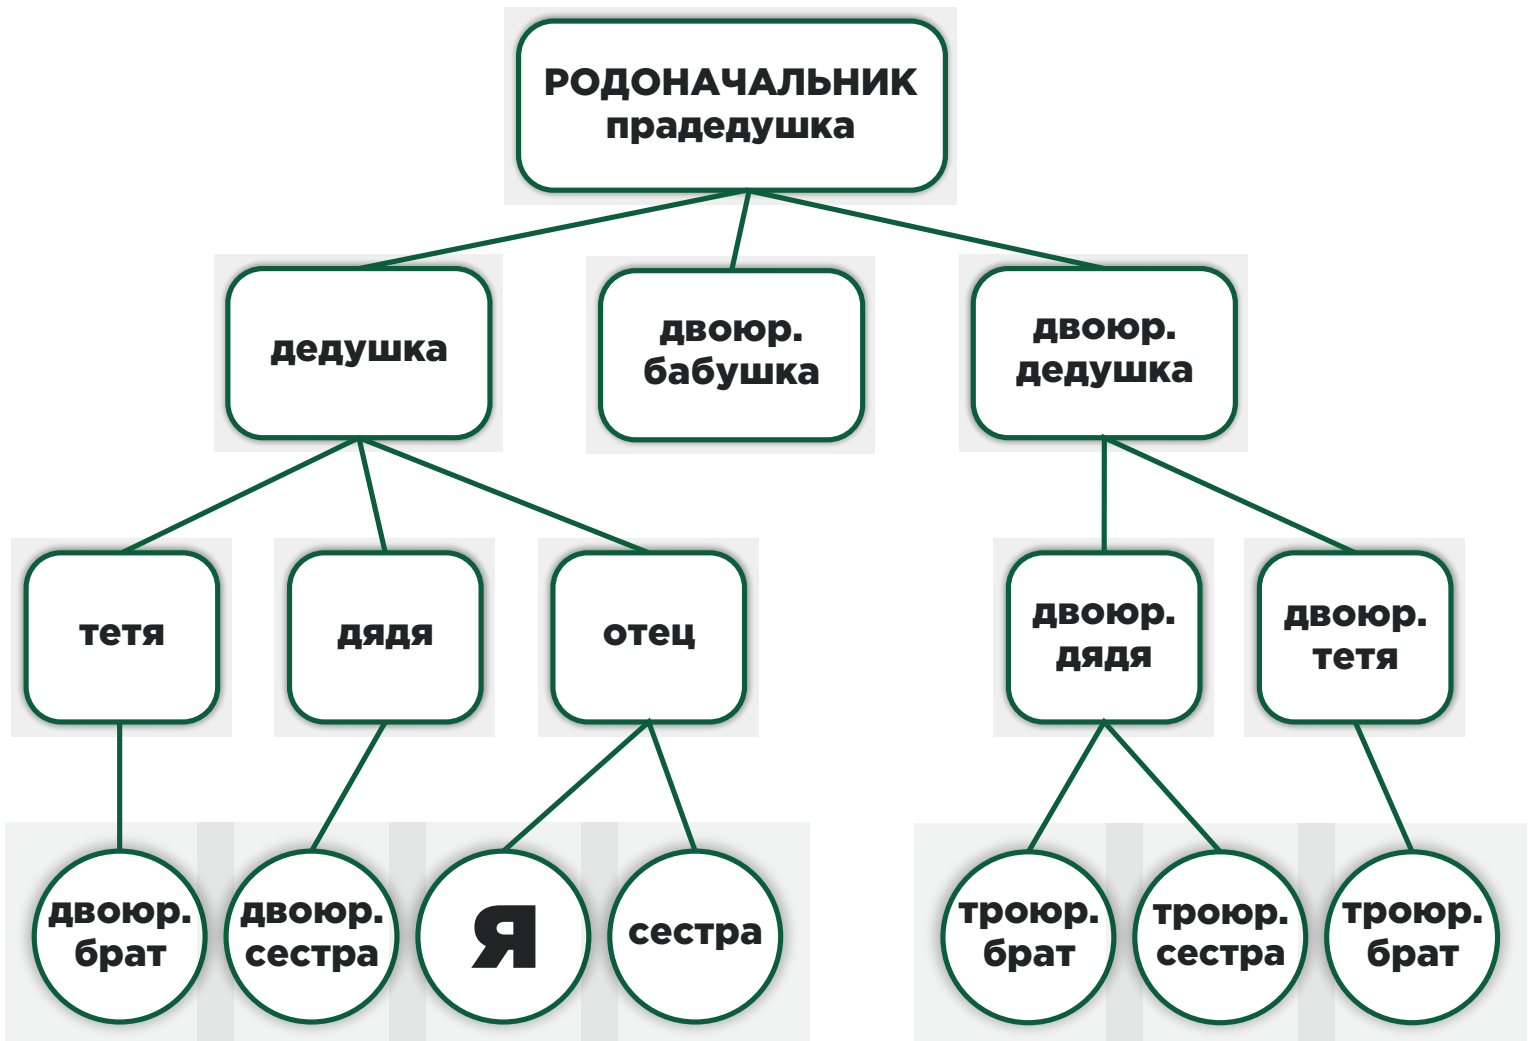 РОДОНАЧАЛЬНИК
прадедушка
дедушка
двоюр.
бабушка
двоюр.
дедушка
тетя
дядя
отец
двоюр.
дядя
двоюр.
тетя
двоюр.
брат
двоюр.
сестра
Я
сестра
троюр.
брат
троюр.
сестра
троюр.
брат